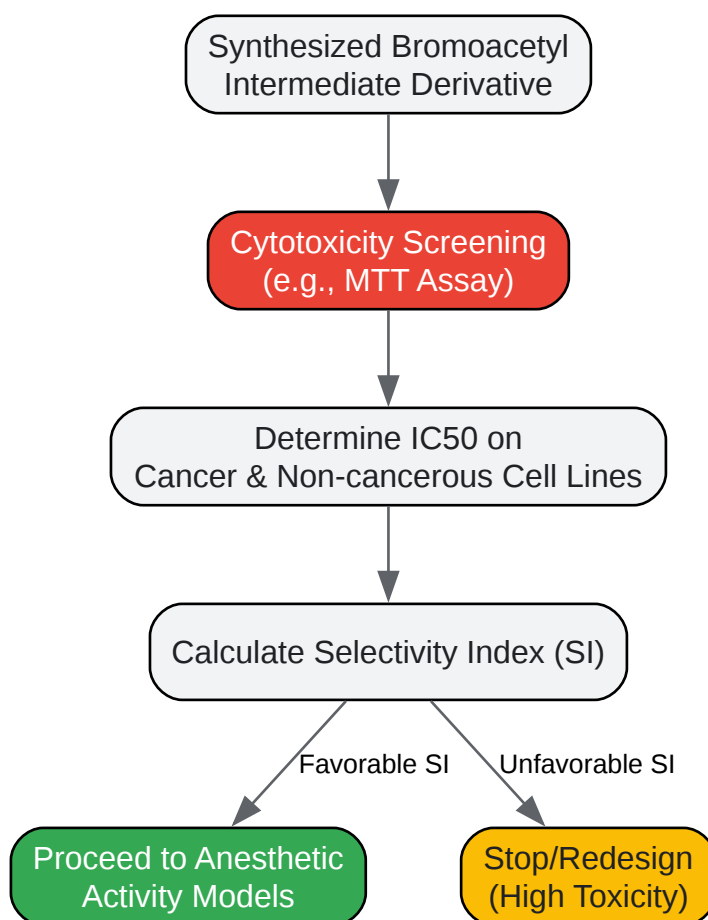 Synthesized Bromoacetyl
Intermediate Derivative
Cytotoxicity Screening
(e.g., MTT Assay)
Determine IC50 on
Cancer & Non-cancerous Cell Lines
Calculate Selectivity Index (SI)
Favorable SI
Unfavorable SI
Proceed to Anesthetic
Activity Models
Stop/Redesign
(High Toxicity)